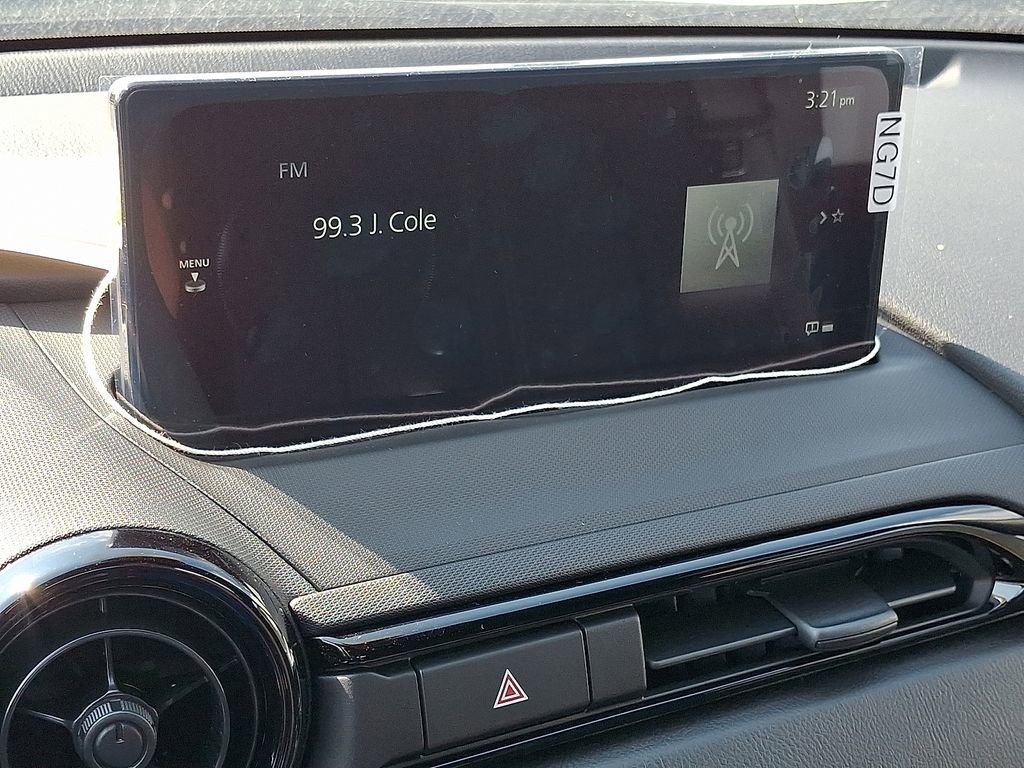 3:21 pm
FM
99.3 J. Cole
MENU
NG7D